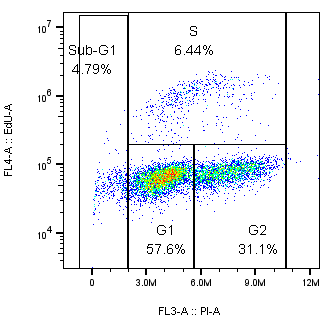 S
6.44%
Sub-G1
4.79%
G1
57.6%
G2
31.1%
10^7
10^6
10^5
10^4
FL4-A :: EdU-A
0 3.0M 6.0M 9.0M 12M
FL3-A :: PI-A